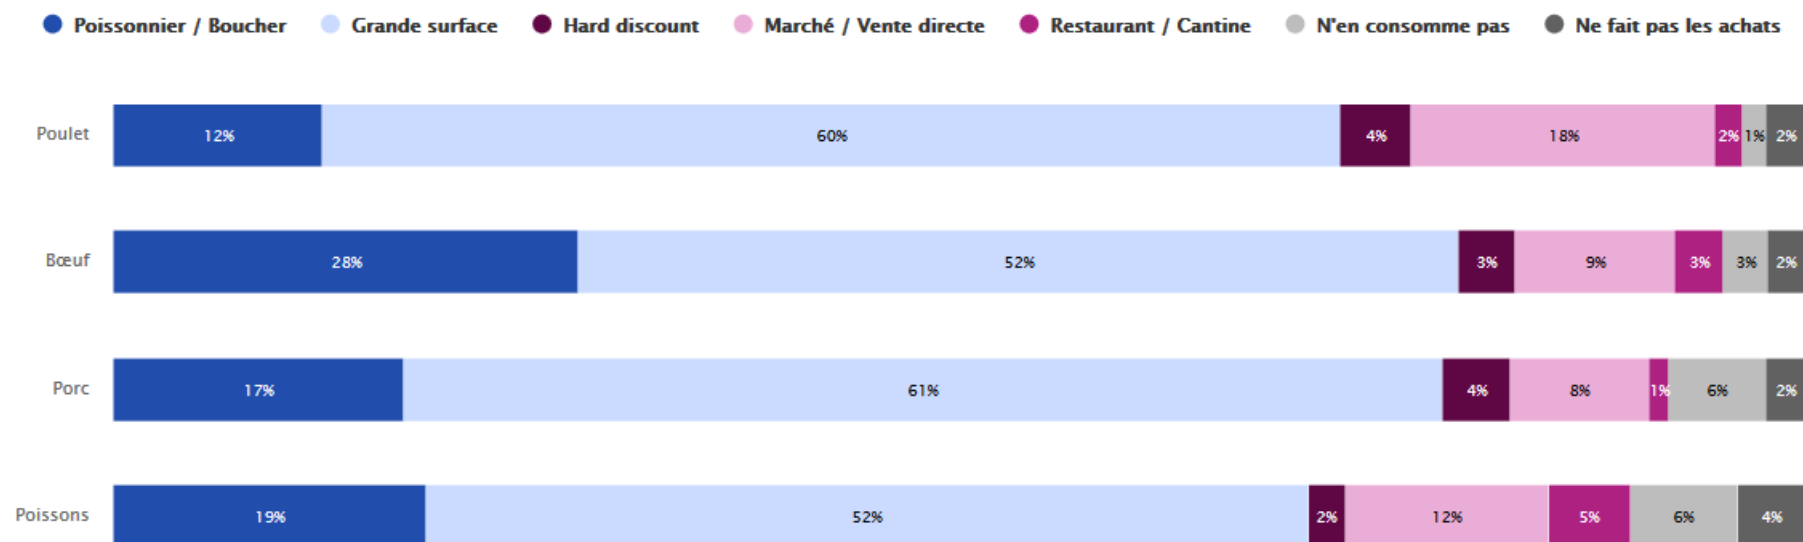 Poissonnier / Boucher Grande surface Hard discount Marché / Vente directe Restaurant / Cantine N'en consomme pas Ne fait pas les achats
Poulet 12% 60% 4% 18% 2% 1% 2%
Bœuf 28% 52% 3% 9% 3% 3% 2%
Porc 17% 61% 4% 8% 1% 6% 2%
Poissons 19% 52% 2% 12% 5% 6% 4%